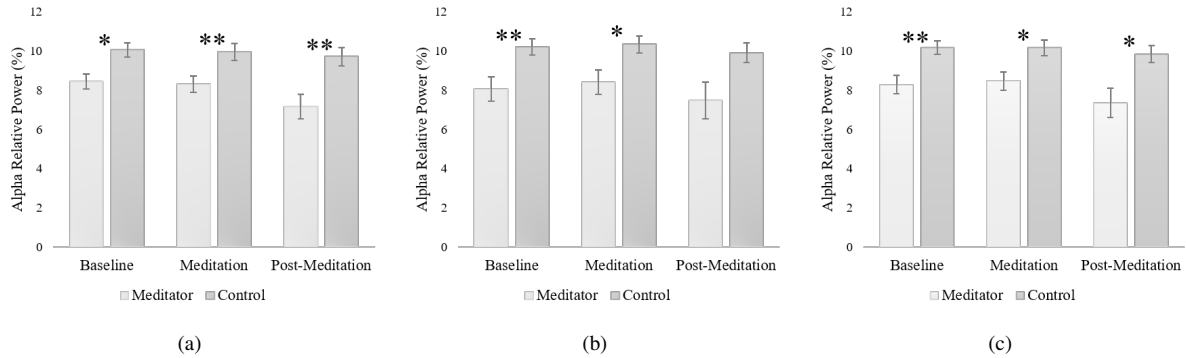 Alpha Relative Power (%)
12
10
8
6
4
2
0
*
**
**
Baseline
Meditation
Post-Meditation
Meditator
Control
(a)
Alpha Relative Power (%)
12
10
8
6
4
2
0
**
*
Baseline
Meditation
Post-Meditation
Meditator
Control
(b)
Alpha Relative Power (%)
12
10
8
6
4
2
0
**
*
*
Baseline
Meditation
Post-Meditation
Meditator
Control
(c)